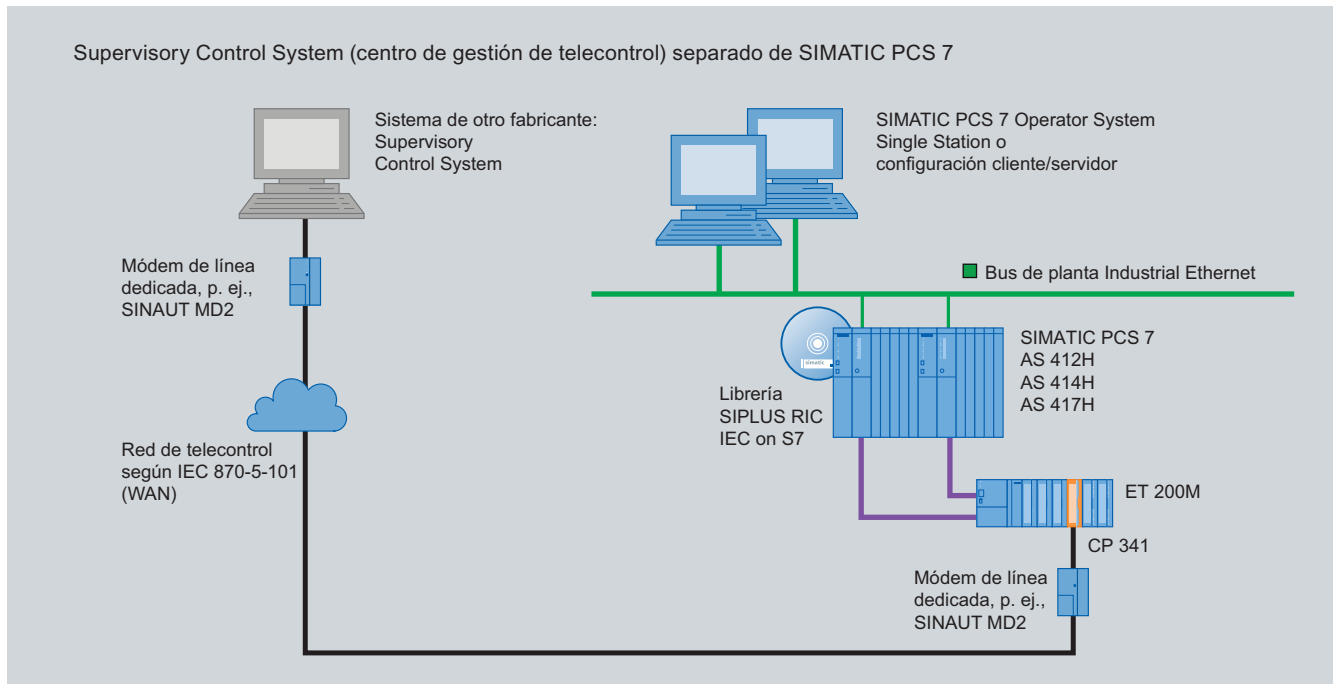 Supervisory Control System (centro de gestión de telecontrol) separado de SIMATIC PCS 7
Sistema de otro fabricante:
Supervisory
Control System
SIMATIC PCS 7 Operator System
Single Station o
configuración cliente/servidor
Módem de línea
dedicada, p. ej.,
SINAUT MD2
Bus de planta Industrial Ethernet
simatic
SIMATIC PCS 7
AS 412H
AS 414H
AS 417H
Librería
SIPLUS RIC
IEC on S7
Red de telecontrol
según IEC 870-5-101
(WAN)
ET 200M
CP 341
Módem de línea
dedicada, p. ej.,
SINAUT MD2